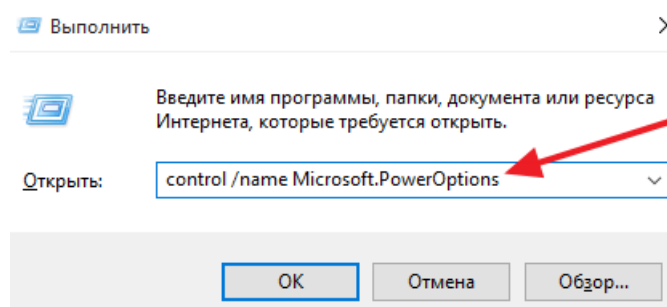 Выполнить
Введите имя программы, папки, документа или ресурса
Интернета, которые требуется открыть.
Открыть: control /name Microsoft.PowerOptions
ОК Отмена Обзор...